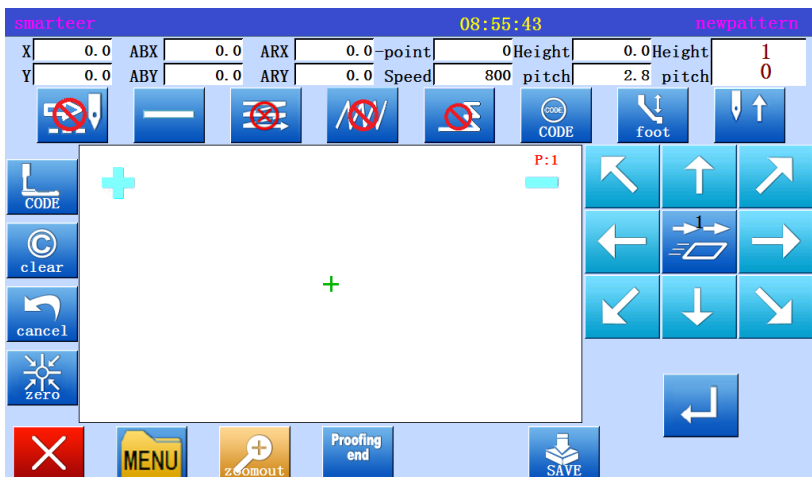 smarteer 08:55:43 newpattern
X 0.0 ABX 0.0 ARX 0.0 -point 0 Height 0.0 Height 1
Y 0.0 ABY 0.0 ARY 0.0 Speed 800 pitch 2.8 pitch 0
CODE
CODE foot
P:1
CODE
1
clear
cancel
zero
MENU
zoomout
Proofing
end
SAVE